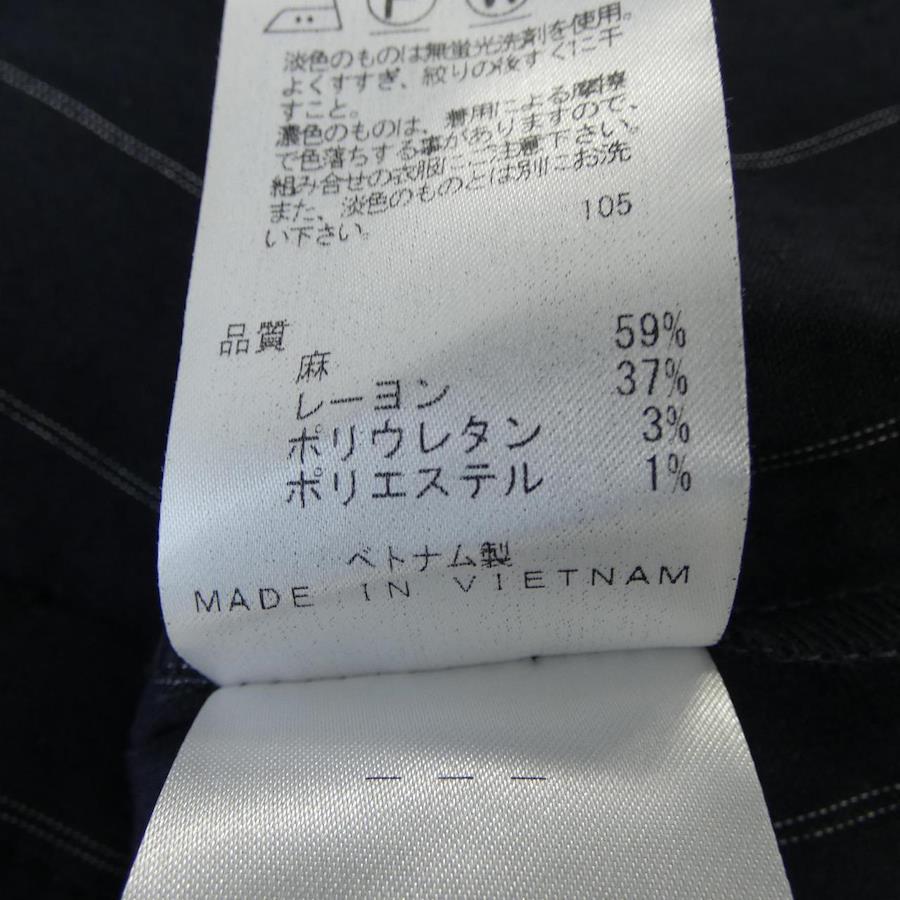 淡色のものは無蛍光洗剤を使用。
よくすすぎ、絞りの後すぐに干
すこと。
濃色のものは、着用による摩擦
で色落ちする事がありますので、
組み合せの衣服にご注意下さい。
また、淡色のものとは別にお洗
い下さい。
105
品質
麻 59%
レーヨン 37%
ポリウレタン 3%
ポリエステル 1%
ベトナム製
MADE IN VIETNAM